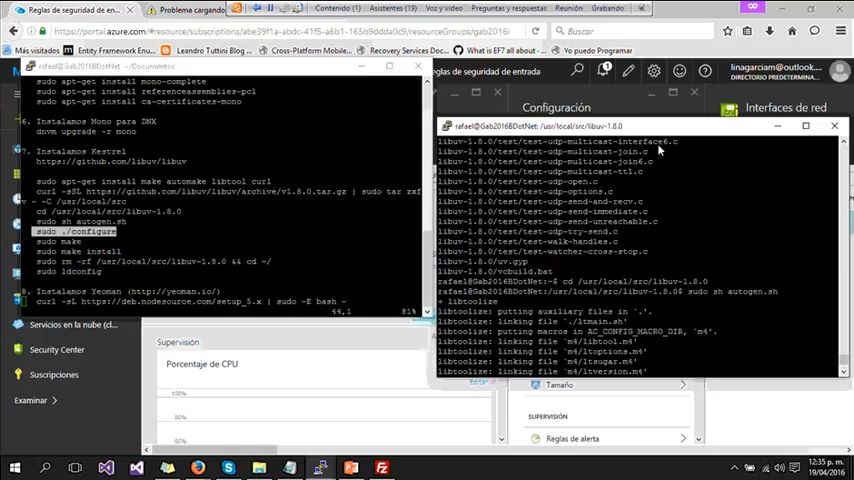 Reglas de seguridad de e...
Problema cargando
Contenido (1)
Asistentes (19)
Voz y video
Preguntas y respuestas
Reunión
Grabando
https://portal.azure.com/resource/subscriptions/abe39f1a-abdc-41f5-a6b1-165b9ddda0c9/resourceGroups/gab2016l
Buscar
Más visitados
Entity Framework
Leandro Tuttini Blog
Cross-Platform Mobile...
Recovery Services Doc...
What is EF7 all about? ...
Yo puedo programar
rafael@Gab2016BDotNet: ~/Documentos
reglas de seguridad de entrada
linagarciam@outlook....
DIRECTORIO PREDETERMINA...
sudo apt-get install mono-complete
sudo apt-get install referenceassemblies-pcl
sudo apt-get install ca-certificates-mono
6. Instalamos Mono para DNX
dnvm upgrade -r mono
7. Instalamos Kestrel
https://github.com/libuv/libuv
sudo apt-get install make automake libtool curl
curl -sSL https://github.com/libuv/libuv/archive/v1.8.0.tar.gz | sudo tar zxf
v - -C /usr/local/src
cd /usr/local/src/libuv-1.8.0
sudo sh autogen.sh
sudo ./configure
sudo make
sudo make install
sudo rm -rf /usr/local/src/libuv-1.8.0 && cd ~/
sudo ldconfig
8. Instalamos Yeoman (http://yeoman.io/)
curl -sL https://deb.nodesource.com/setup_5.x | sudo -E bash -
44,1
81%
Configuración
Interfaces de red
rafael@Gab2016BDotNet: /usr/local/src/libuv-1.8.0
libuv-1.8.0/test/test-udp-multicast-interface6.c
libuv-1.8.0/test/test-udp-multicast-join.c
libuv-1.8.0/test/test-udp-multicast-join6.c
libuv-1.8.0/test/test-udp-multicast-ttl.c
libuv-1.8.0/test/test-udp-open.c
libuv-1.8.0/test/test-udp-options.c
libuv-1.8.0/test/test-udp-send-and-recv.c
libuv-1.8.0/test/test-udp-send-immediate.c
libuv-1.8.0/test/test-udp-send-unreachable.c
libuv-1.8.0/test/test-udp-try-send.c
libuv-1.8.0/test/test-walk-handles.c
libuv-1.8.0/test/test-watcher-cross-stop.c
libuv-1.8.0/uv.gyp
libuv-1.8.0/vcbuild.bat
rafael@Gab2016BDotNet:~$ cd /usr/local/src/libuv-1.8.0
rafael@Gab2016BDotNet:/usr/local/src/libuv-1.8.0$ sudo sh autogen.sh
+ libtoolize
libtoolize: putting auxiliary files in `.'.
libtoolize: linking file `./ltmain.sh'
libtoolize: putting macros in AC_CONFIG_MACRO_DIR, `m4'.
libtoolize: linking file `m4/libtool.m4'
libtoolize: linking file `m4/ltoptions.m4'
libtoolize: linking file `m4/ltsugar.m4'
libtoolize: linking file `m4/ltversion.m4'
Servicios en la nube (cl...
Security Center
Suscripciones
Examinar
Supervisión
Porcentaje de CPU
Editar
100%
80%
60%
Tamaño
SUPERVISIÓN
Reglas de alerta
12:35 p. m.
19/04/2016